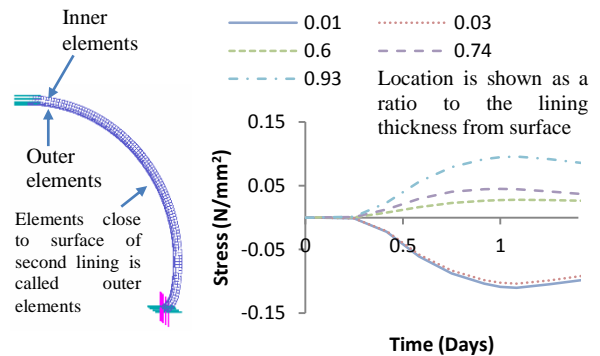 Inner
elements
Outer
elements
Elements close
to surface of
second lining is
called outer
elements
0.01
0.03
0.6
0.74
0.93
Location is shown as a
ratio to the lining
thickness from surface
Stress (N/mm²)
0.15
0.05
-0.05
-0.15
0
0.5
1
Time (Days)